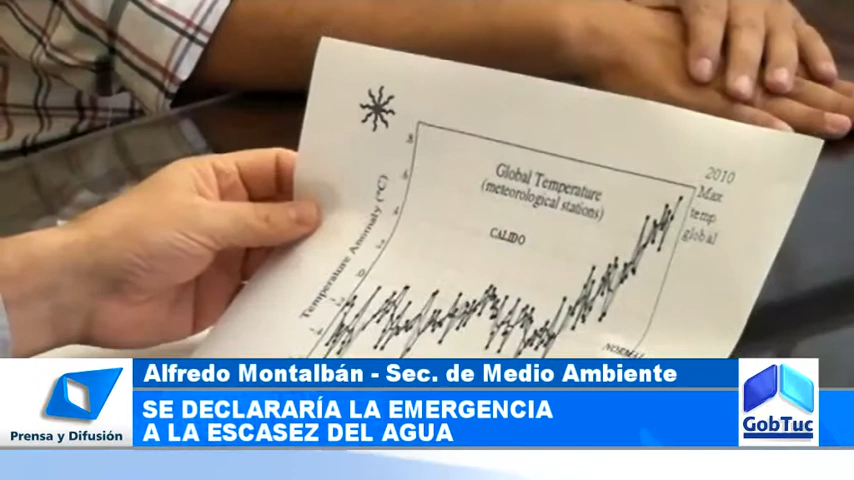 2010
Max
temp
global
Global Temperature
(meteorological stations)
CALIDO
Temperature Anomaly (°C)
NORMAL
Alfredo Montalbán - Sec. de Medio Ambiente
SE DECLARARÍA LA EMERGENCIA
A LA ESCASEZ DEL AGUA
Prensa y Difusión
GobTuc